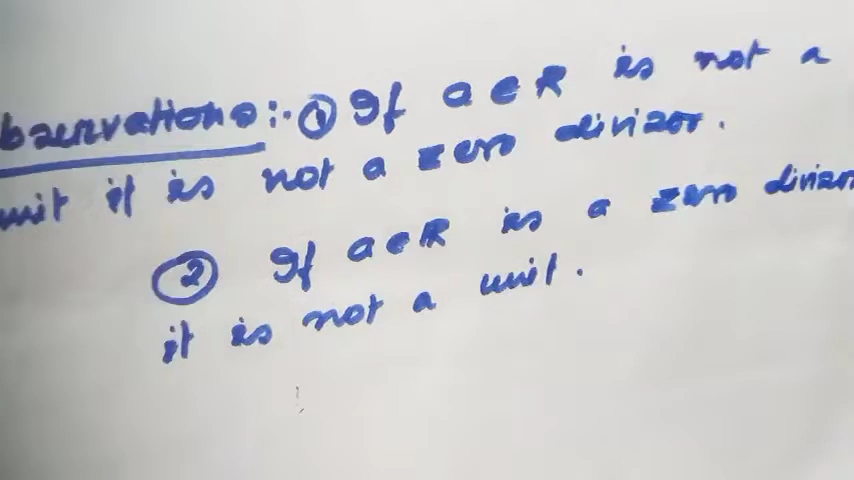 bservations:- ① If a ∈ R is not a
unit it is not a zero divisor.
② If a ∈ R is a zero divisor
it is not a unit.